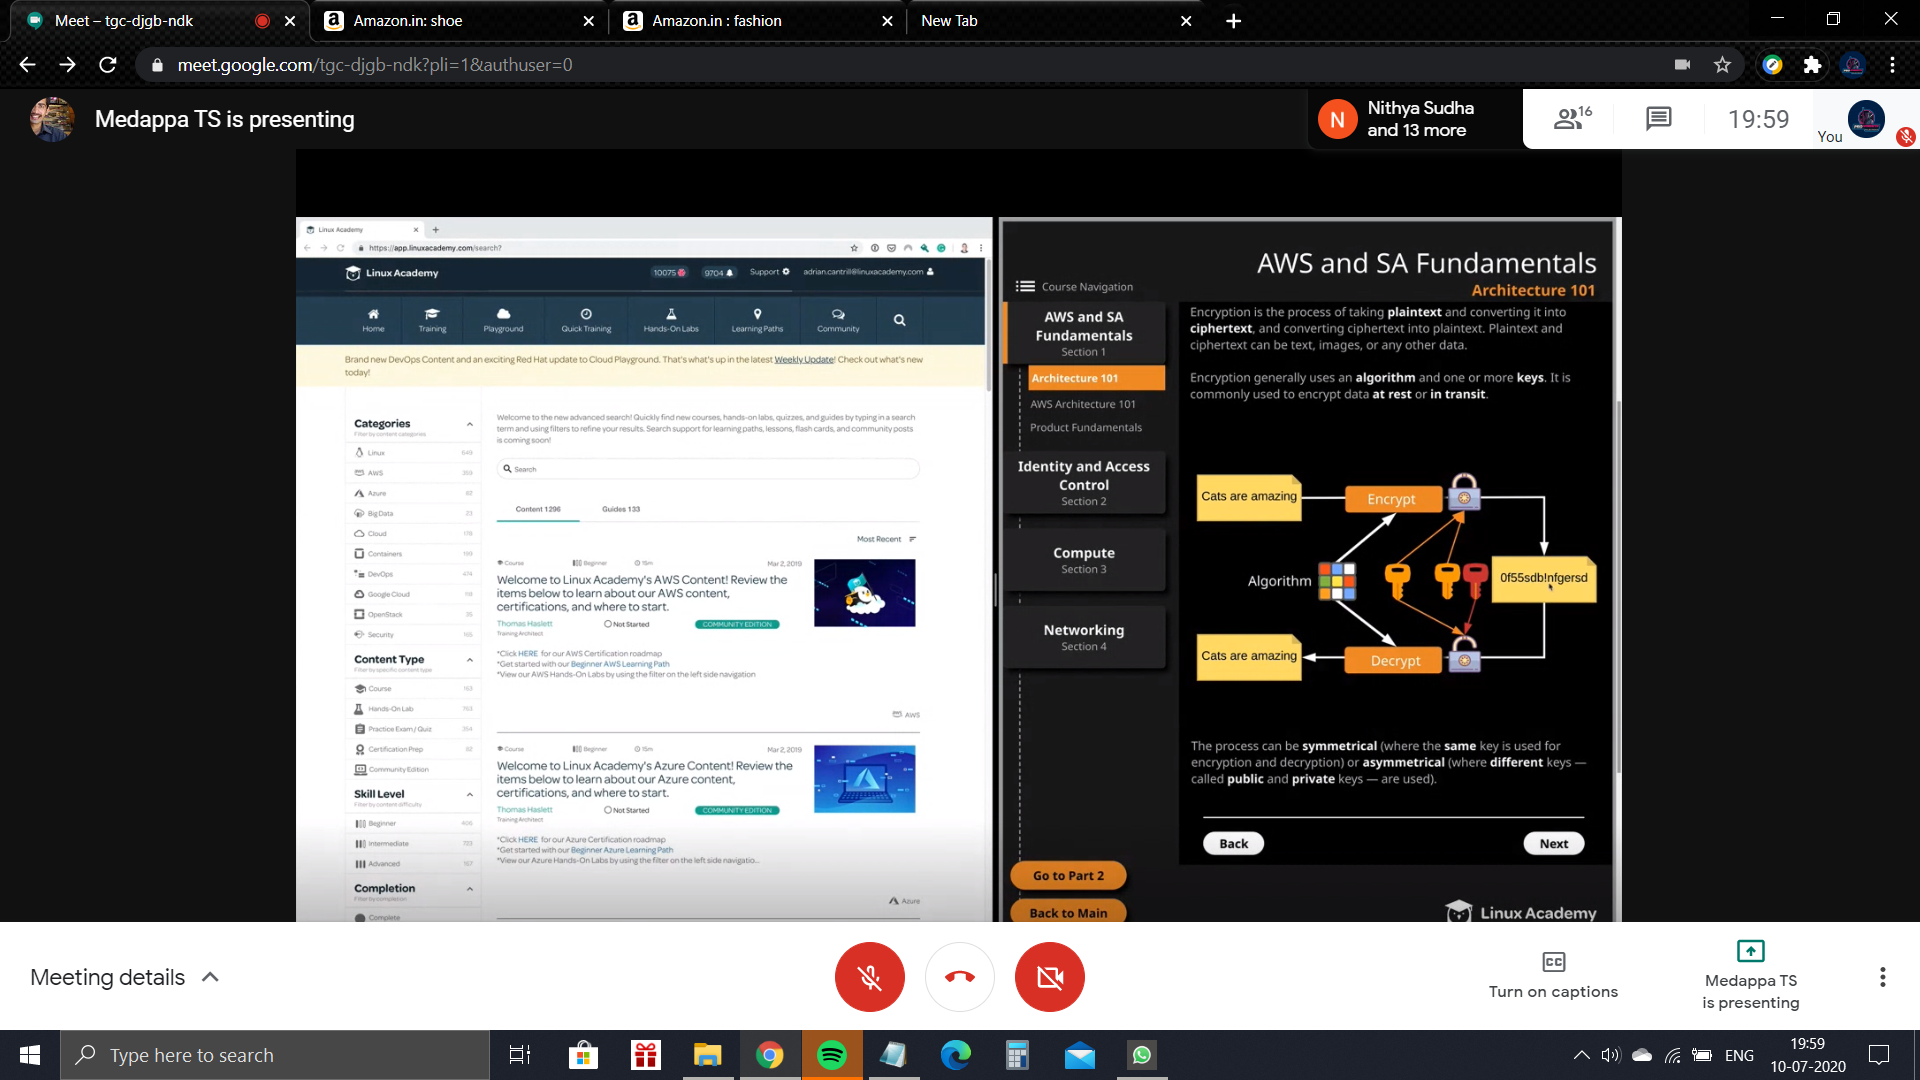 Meet – tgc-djgb-ndk
Amazon.in: shoe
Amazon.in : fashion
New Tab
meet.google.com/tgc-djgb-ndk?pli=1&authuser=0
Medappa TS is presenting
N
Nithya Sudha
and 13 more
16
19:59
You
Linux Academy
https://app.linuxacademy.com/search?
Linux Academy
10075
9704
Support
adrian.cantrill@linuxacademy.com
Home
Training
Playground
Quick Training
Hands-On Labs
Learning Paths
Community
Brand new DevOps Content and an exciting Red Hat update to Cloud Playground. That's what's up in the latest Weekly Update! Check out what's new
today!
Categories
Filter by content categories
Linux
AWS
Azure
Big Data
Cloud
Containers
DevOps
Google Cloud
OpenStack
Security
Content Type
Filter by specific content type
Course
Hands-On Lab
Practice Exam / Quiz
Certification Prep
Community Edition
Skill Level
Filter by content difficulty
Beginner
Intermediate
Advanced
Completion
Filter by completion
Complete
Welcome to the new advanced search! Quickly find new courses, hands-on labs, quizzes, and guides by typing in a search
term and using filters to refine your results. Search support for learning paths, lessons, flash cards, and community posts
is coming soon!
Search
Content 1296
Guides 133
Most Recent
Course
Beginner
15m
Mar 2, 2019
Welcome to Linux Academy's AWS Content! Review the
items below to learn about our AWS content,
certifications, and where to start.
Thomas Haslett
Training Architect
Not Started
COMMUNITY EDITION
*Click HERE for our AWS Certification roadmap
*Get started with our Beginner AWS Learning Path
*View our AWS Hands-On Labs by using the filter on the left side navigation
AWS
Course
Beginner
15m
Mar 2, 2019
Welcome to Linux Academy's Azure Content! Review the
items below to learn about our Azure content,
certifications, and where to start.
Thomas Haslett
Training Architect
Not Started
COMMUNITY EDITION
*Click HERE for our Azure Certification roadmap
*Get started with our Beginner Azure Learning Path
*View our Azure Hands-On Labs by using the filter on the left side navigatio...
Azure
AWS and SA Fundamentals
Architecture 101
Course Navigation
AWS and SA
Fundamentals
Section 1
Architecture 101
AWS Architecture 101
Product Fundamentals
Identity and Access
Control
Section 2
Compute
Section 3
Networking
Section 4
Go to Part 2
Back to Main
Encryption is the process of taking plaintext and converting it into
ciphertext, and converting ciphertext into plaintext. Plaintext and
ciphertext can be text, images, or any other data.
Encryption generally uses an algorithm and one or more keys. It is
commonly used to encrypt data at rest or in transit.
Cats are amazing
Encrypt
Algorithm
0f55sdb!nfgersd
Cats are amazing
Decrypt
The process can be symmetrical (where the same key is used for
encryption and decryption) or asymmetrical (where different keys —
called public and private keys — are used).
Back
Next
Linux Academy
Meeting details
CC
Turn on captions
Medappa TS
is presenting
Type here to search
ENG
19:59
10-07-2020